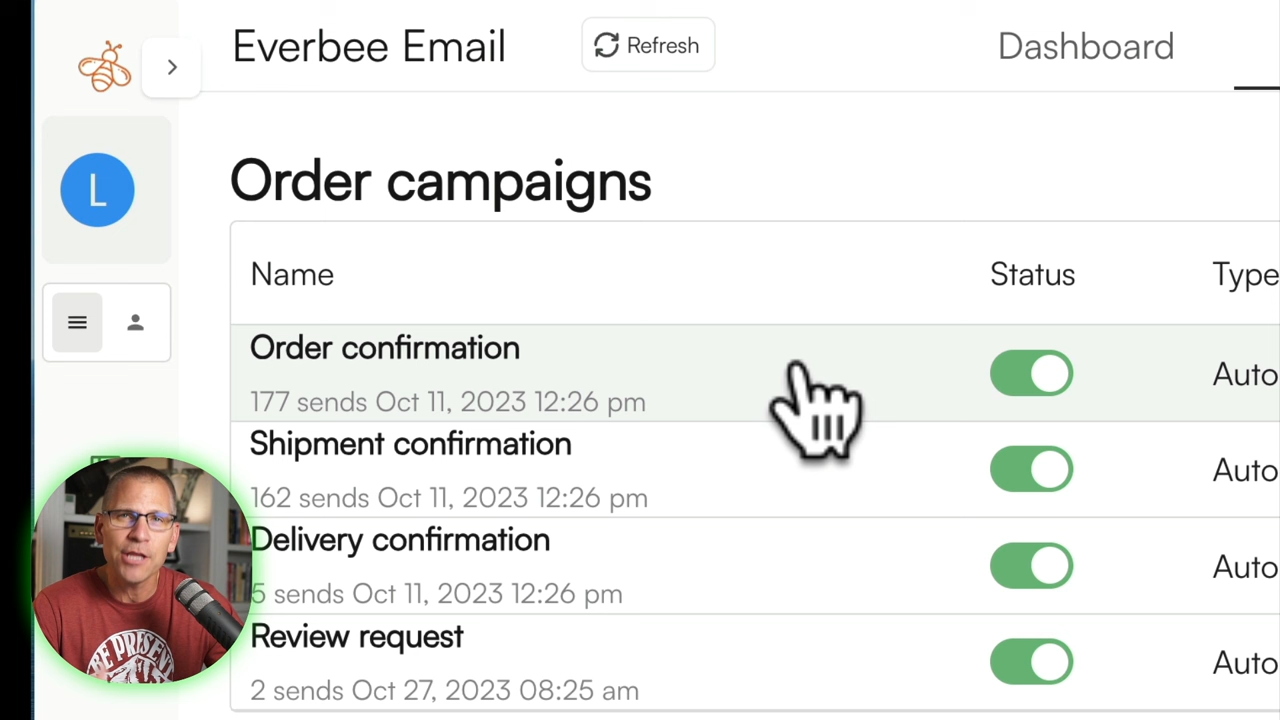 Everbee Email
Refresh
Dashboard
L
Order campaigns
Name
Status
Type
Order confirmation
177 sends Oct 11, 2023 12:26 pm
Auto
Shipment confirmation
162 sends Oct 11, 2023 12:26 pm
Auto
Delivery confirmation
5 sends Oct 11, 2023 12:26 pm
Auto
Review request
2 sends Oct 27, 2023 08:25 am
Auto
BE PRESENT